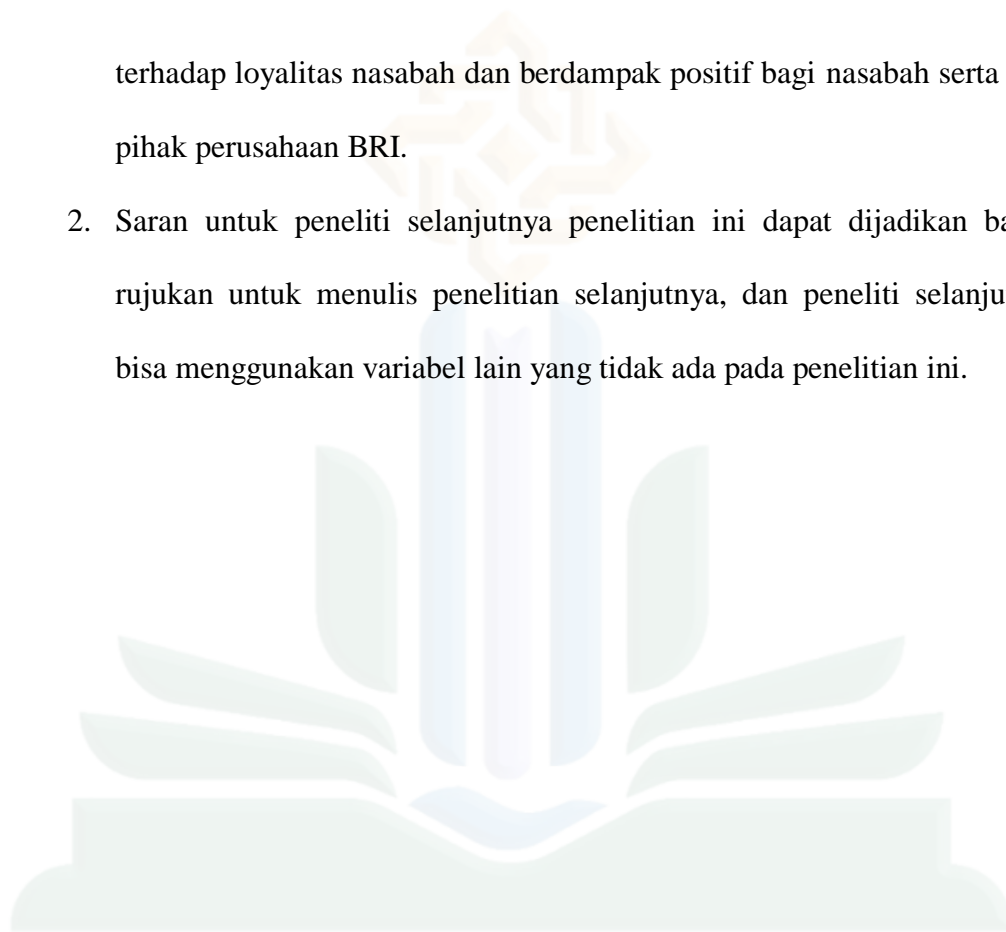 terhadap loyalitas nasabah dan berdampak positif bagi nasabah serta
pihak perusahaan BRI.
2. Saran untuk peneliti selanjutnya penelitian ini dapat dijadikan
rujukan untuk menulis penelitian selanjutnya, dan peneliti
bisa menggunakan variabel lain yang tidak ada pada penelitian ini.